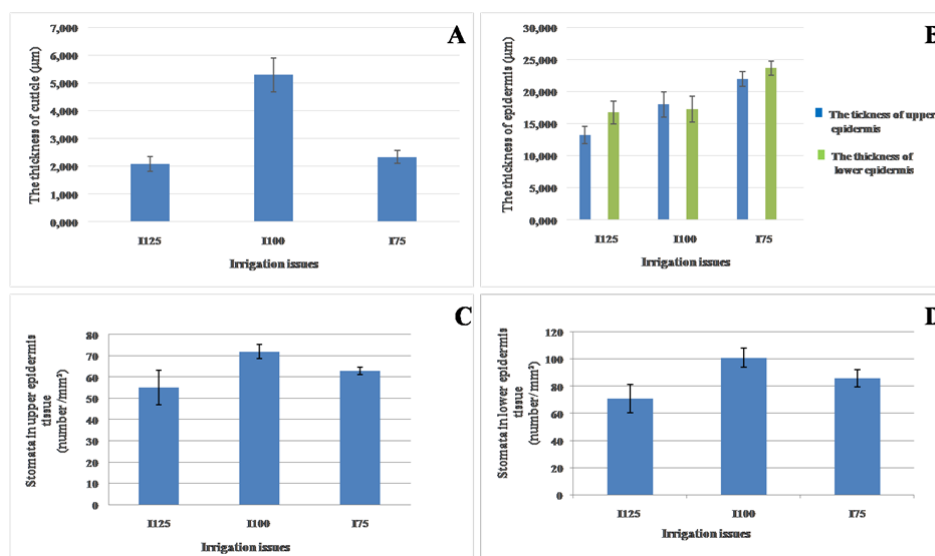 A
The thickness of cuticle (µm)
7,000
6,000
5,000
4,000
3,000
2,000
1,000
0,000
I125 I100 I75
Irrigation issues
B
The thickness of epidermis (µm)
30,000
25,000
20,000
15,000
10,000
5,000
0,000
I125 I100 I75
Irrigation issues
The tickness of upper
epidermis
The thickness of
lower epidermis
C
Stomata in upper epidermis
tissue
(number/mm²)
80
70
60
50
40
30
20
10
0
I125 I100 I75
Irrigation issues
D
Stomata in lower epidermis
tissue
(number/mm²)
120
100
80
60
40
20
0
I125 I100 I75
Irrigation issues